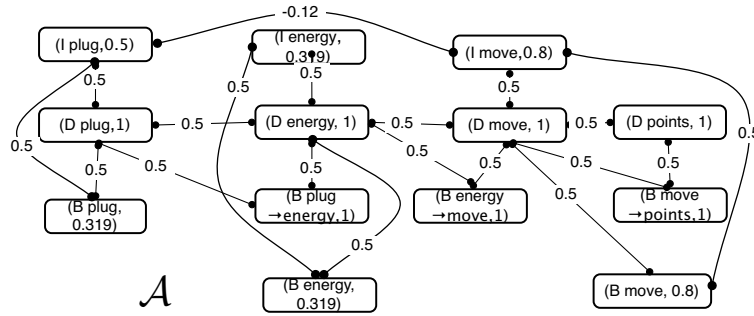 -0.12
(I plug,0.5)
(I energy,
0.319)
(I move,0.8)
0.5
0.5
0.5
0.5
(D plug,1)
0.5
(D energy, 1)
0.5
(D move, 1)
0.5
(D points, 1)
0.5
0.5
0.5
0.5
0.5
0.5
0.5
0.5
0.5
0.5
(B plug,
0.319)
(B plug
→energy,1)
(B energy
→move,1)
(B move
→points,1)
0.5
0.5
(B energy,
0.319)
(B move, 0.8)
𝒜